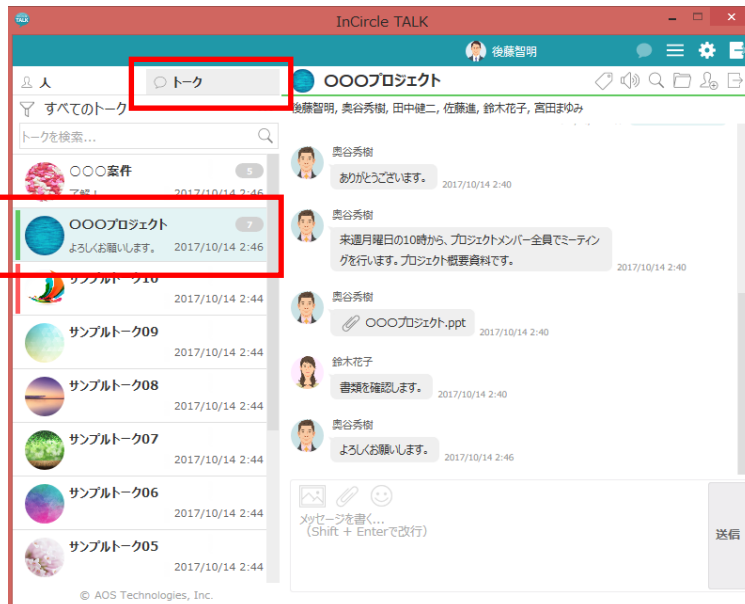 TALK
InCircle TALK
後藤智明
人
トーク
すべてのトーク
トークを検索...
〇〇〇案件
5
了解！
2017/10/14 2:46
〇〇〇プロジェクト
7
よろしくお願いします。
2017/10/14 2:46
サンプルトーク10
2017/10/14 2:44
サンプルトーク09
2017/10/14 2:44
サンプルトーク08
2017/10/14 2:44
サンプルトーク07
2017/10/14 2:44
サンプルトーク06
2017/10/14 2:44
サンプルトーク05
2017/10/14 2:44
© AOS Technologies, Inc.
〇〇〇プロジェクト
後藤智明, 奥谷秀樹, 田中健二, 佐藤進, 鈴木花子, 宮田まゆみ
奥谷秀樹
ありがとうございます。
2017/10/14 2:40
奥谷秀樹
来週月曜日の10時から、プロジェクトメンバー全員でミーティン
グを行います。プロジェクト概要資料です。
2017/10/14 2:40
奥谷秀樹
〇〇〇プロジェクト.ppt
2017/10/14 2:40
鈴木花子
書類を確認します。
2017/10/14 2:40
奥谷秀樹
よろしくお願いします。
2017/10/14 2:46
メッセージを書く...
（Shift + Enterで改行）
送信